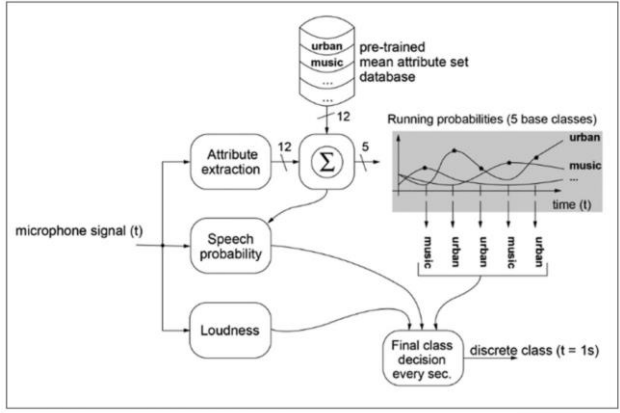 urban
music
...
...
pre-trained
mean attribute set
database
12
Running probabilities (5 base classes)
urban
music
...
time (t)
Attribute
extraction
12
Σ
5
microphone signal (t)
Speech
probability
music
urban
urban
music
urban
Loudness
Final class
decision
every sec.
discrete class (t = 1s)